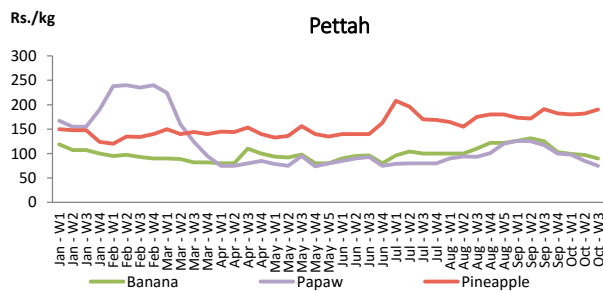 Rs./kg
Pettah
300
250
200
150
100
50
0
Jan - W1
Jan - W2
Jan - W3
Jan - W4
Feb - W1
Feb - W2
Feb - W3
Feb - W4
Mar - W1
Mar - W2
Mar - W3
Mar - W4
Apr - W1
Apr - W2
Apr - W3
Apr - W4
May - W1
May - W2
May - W3
May - W4
May - W5
Jun - W1
Jun - W2
Jun - W3
Jun - W4
Jul - W1
Jul - W2
Jul - W3
Jul - W4
Aug - W1
Aug - W2
Aug - W3
Aug - W4
Aug - W5
Sep - W1
Sep - W2
Sep - W3
Sep - W4
Oct - W1
Oct - W2
Oct - W3
Banana
Papaw
Pineapple